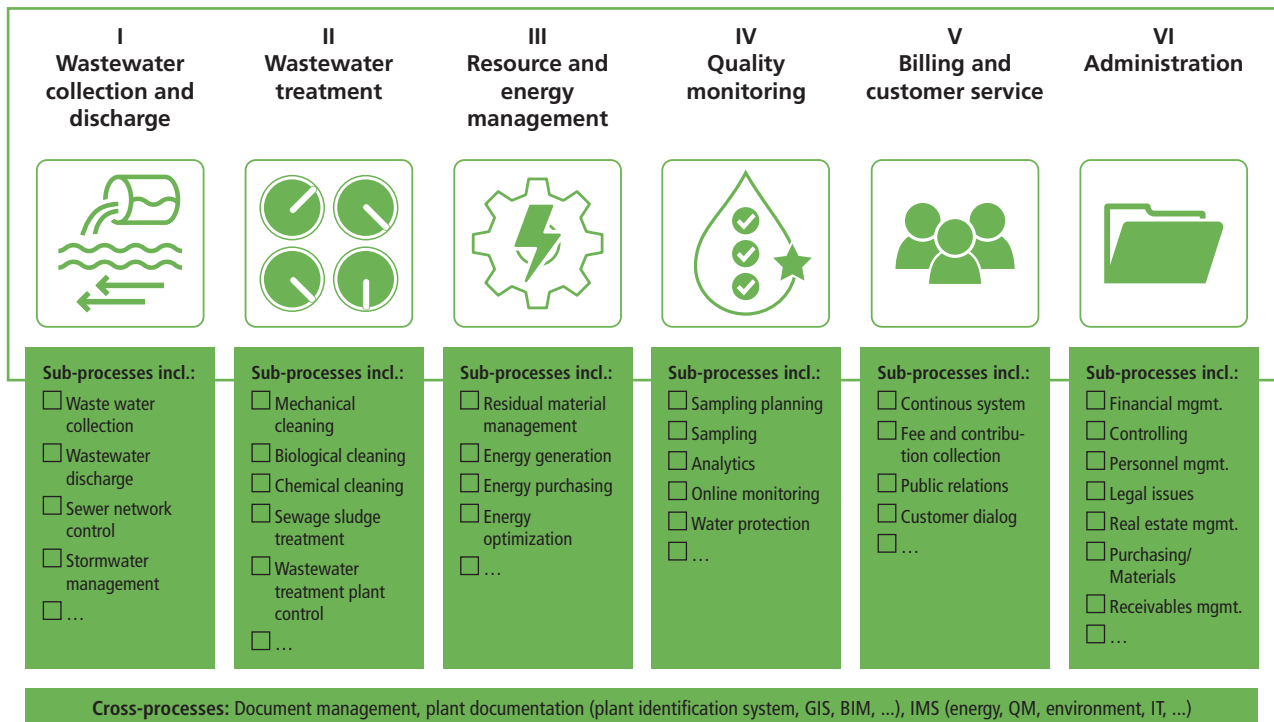 I
Wastewater
collection and
discharge
II
Wastewater
treatment
III
Resource and
energy
management
IV
Quality
monitoring
V
Billing and
customer service
VI
Administration
Sub-processes incl.:
Waste water
collection
Wastewater
discharge
Sewer network
control
Stormwater
management
…
Sub-processes incl.:
Mechanical
cleaning
Biological cleaning
Chemical cleaning
Sewage sludge
treatment
Wastewater
treatment plant
control
…
Sub-processes incl.:
Residual material
management
Energy generation
Energy purchasing
Energy
optimization
…
Sub-processes incl.:
Sampling planning
Sampling
Analytics
Online monitoring
Water protection
…
Sub-processes incl.:
Continous system
Fee and contribu-
tion collection
Public relations
Customer dialog
…
Sub-processes incl.:
Financial mgmt.
Controlling
Personnel mgmt.
Legal issues
Real estate mgmt.
Purchasing/
Materials
Receivables mgmt.
…
Cross-processes: Document management, plant documentation (plant identification system, GIS, BIM, ...), IMS (energy, QM, environment, IT, ...)